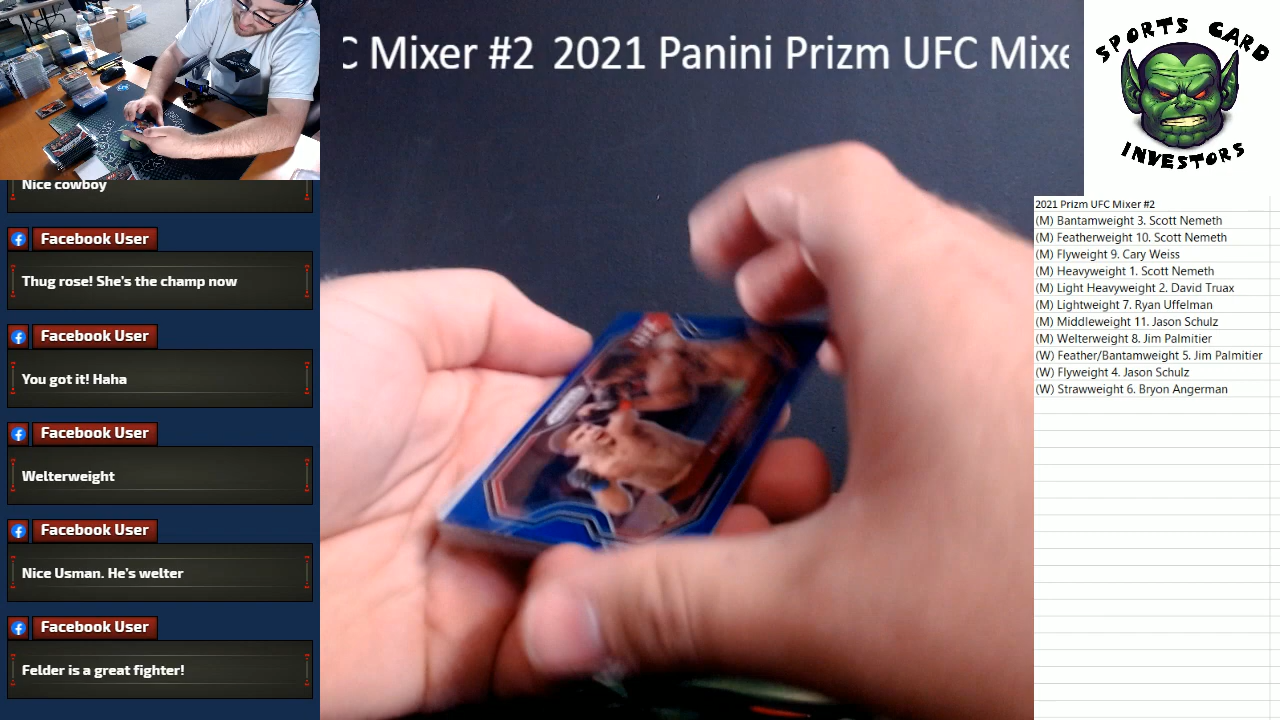 C Mixer #2 2021 Panini Prizm UFC Mixe
SPORTS CARD
INVESTORS
Nice cowboy
Facebook User
Thug rose! She's the champ now
Facebook User
You got it! Haha
Facebook User
Welterweight
Facebook User
Nice Usman. He's welter
Facebook User
Felder is a great fighter!
2021 Prizm UFC Mixer #2
(M) Bantamweight 3. Scott Nemeth
(M) Featherweight 10. Scott Nemeth
(M) Flyweight 9. Cary Weiss
(M) Heavyweight 1. Scott Nemeth
(M) Light Heavyweight 2. David Truax
(M) Lightweight 7. Ryan Uffelman
(M) Middleweight 11. Jason Schulz
(M) Welterweight 8. Jim Palmitier
(W) Feather/Bantamweight 5. Jim Palmitier
(W) Flyweight 4. Jason Schulz
(W) Strawweight 6. Bryon Angerman